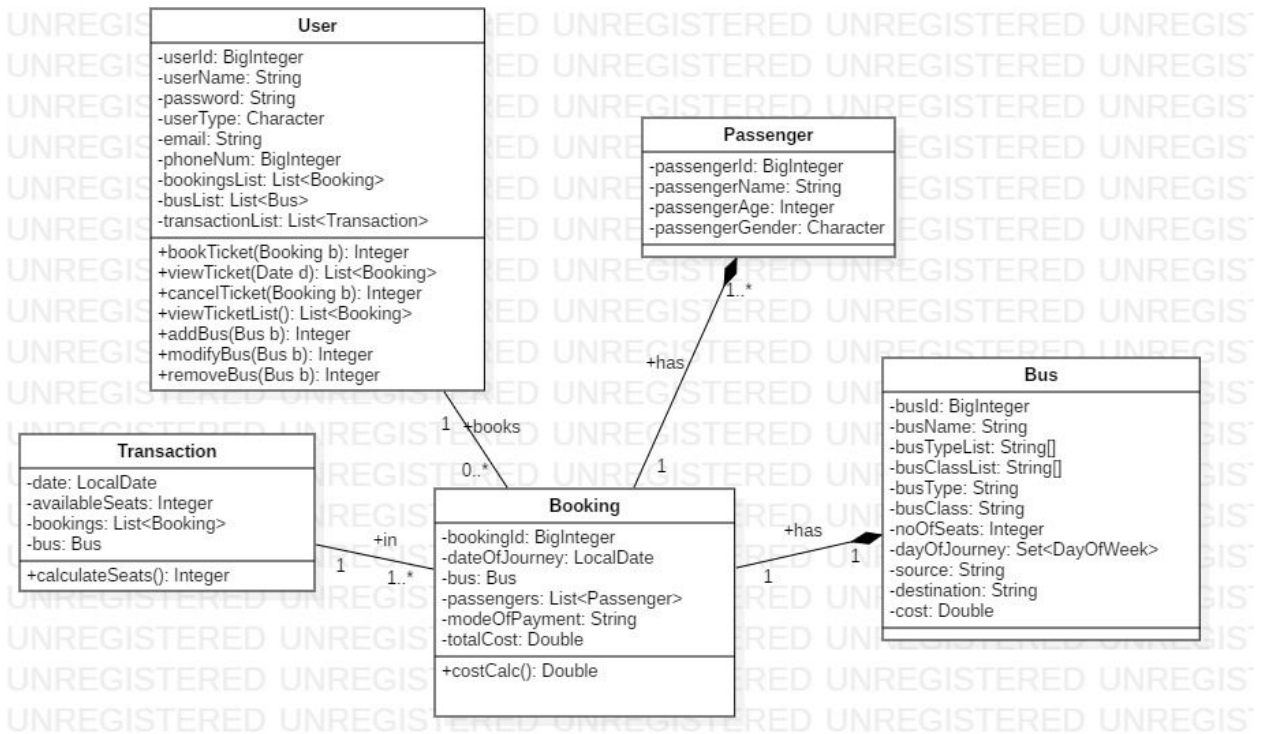 User
-userId: BigInteger
-userName: String
-password: String
-userType: Character
-email: String
-phoneNum: BigInteger
-bookingsList: List<Booking>
-busList: List<Bus>
-transactionList: List<Transaction>
+bookTicket(Booking b): Integer
+viewTicket(Date d): List<Booking>
+cancelTicket(Booking b): Integer
+viewTicketList(): List<Booking>
+addBus(Bus b): Integer
+modifyBus(Bus b): Integer
+removeBus(Bus b): Integer
Passenger
-passengerId: BigInteger
-passengerName: String
-passengerAge: Integer
-passengerGender: Character
1..*
+has
1
1
+books
0..*
Transaction
-date: LocalDate
-availableSeats: Integer
-bookings: List<Booking>
-bus: Bus
+calculateSeats(): Integer
+in
1
1..*
Booking
-bookingId: BigInteger
-dateOfJourney: LocalDate
-bus: Bus
-passengers: List<Passenger>
-modeOfPayment: String
-totalCost: Double
+costCalc(): Double
+has
1
1
Bus
-busId: BigInteger
-busName: String
-busTypeList: String[]
-busClassList: String[]
-busType: String
-busClass: String
-noOfSeats: Integer
-dayOfJourney: Set<DayOfWeek>
-source: String
-destination: String
-cost: Double
UNREGISTERED UNREGISTERED UNREGISTERED UNREGISTERED UNREGIS